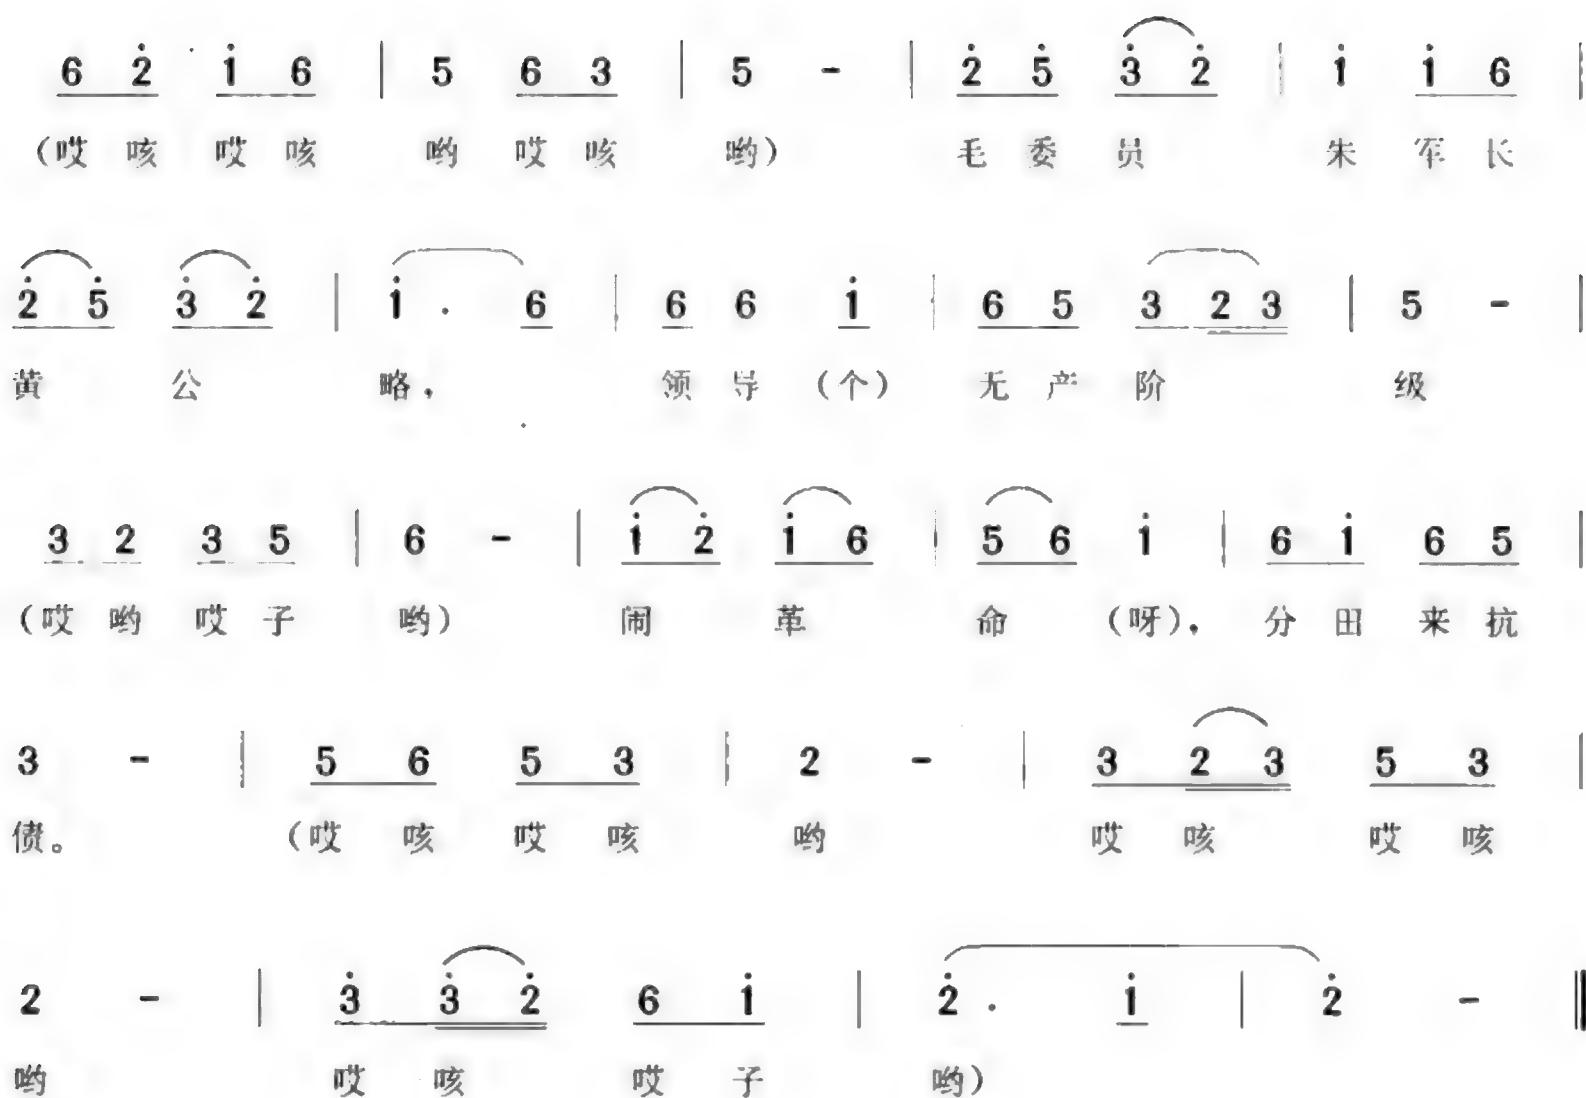 6 2̇ 1̇ 6 | 5 6 3 | 5 - | 2̇ 5̇ 3̇ 2̇ | 1̇ 1̇ 6 |
（哎 咳 哎 咳 哟 哎 咳 哟） 毛 委 员 朱 军 长
2̇ 5̇ 3̇ 2̇ | 1̇ . 6 | 6 6 1̇ | 6 5 3 2 3 | 5 - |
黄 公 略， 领 导 （个） 无 产 阶 级
3 2 3 5 | 6 - | 1̇ 2̇ 1̇ 6 | 5 6 1̇ | 6 1̇ 6 5 |
（哎 哟 哎 子 哟） 闹 革 命 （呀）， 分 田 来 抗
3 - | 5 6 5 3 | 2 - | 3 2 3 5 3 |
债。 （哎 咳 哎 咳 哟 哎 咳 哎 咳
2 - | 3̇ 3̇ 2̇ 6 1̇ | 2̇ . 1̇ | 2̇ - ‖
哟 哎 咳 哎 子 哟）